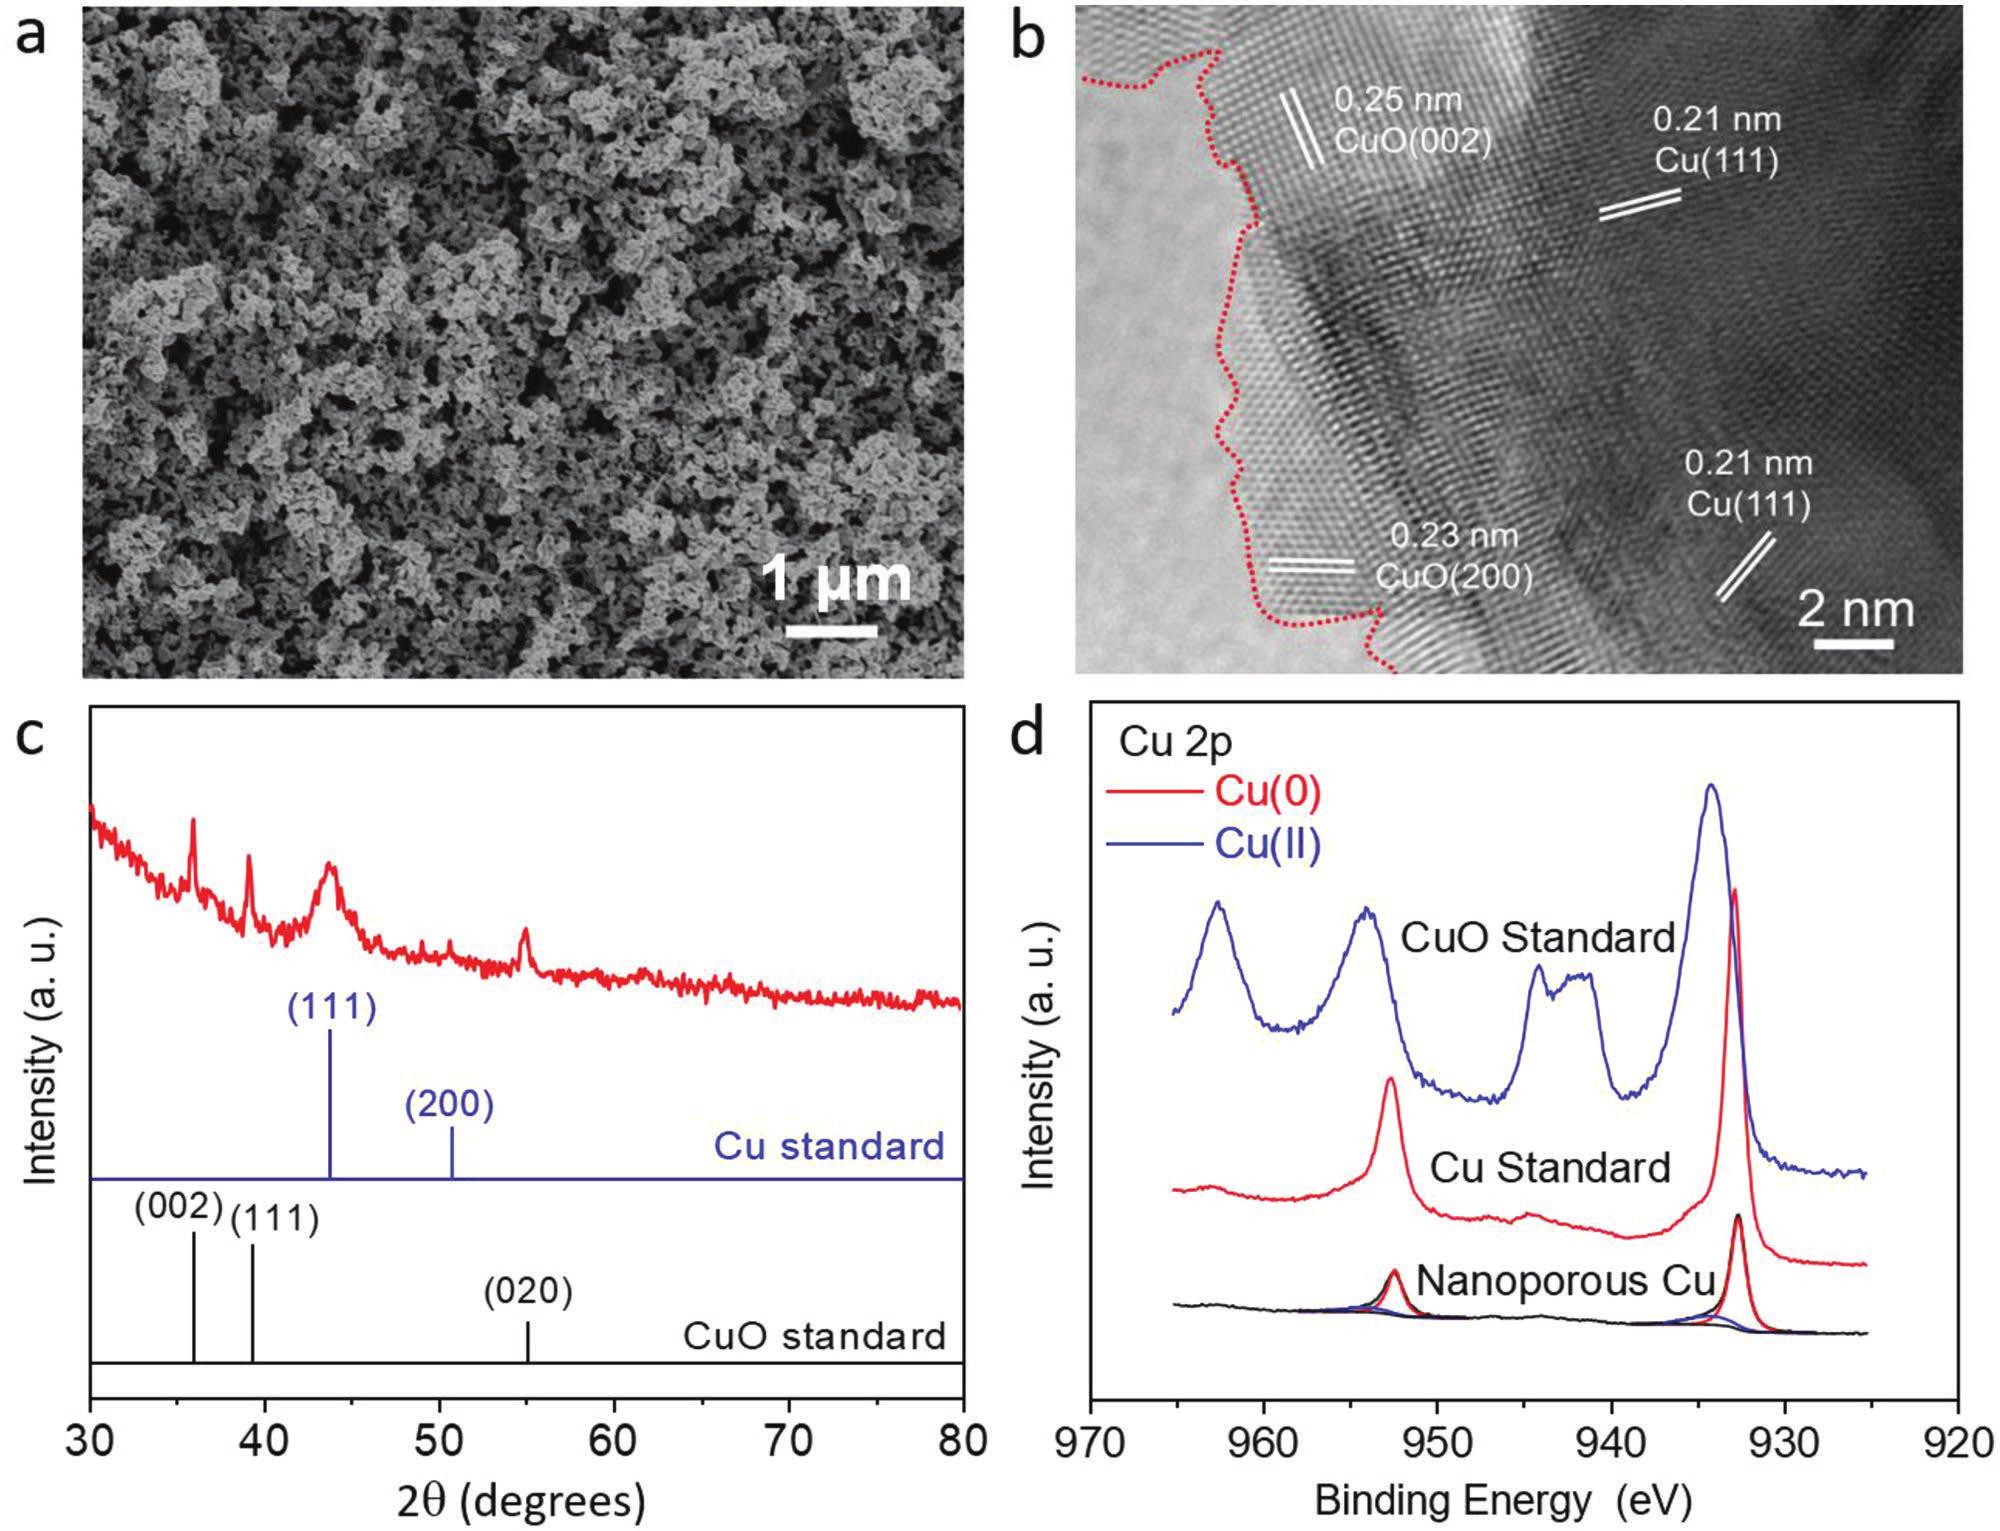 a
1 µm
b
0.25 nm
CuO(002)
0.21 nm
Cu(111)
0.21 nm
Cu(111)
0.23 nm
CuO(200)
2 nm
c
Intensity (a. u.)
(111)
(200)
Cu standard
(002)
(111)
(020)
CuO standard
30 40 50 60 70 80
2θ (degrees)
d
Intensity (a. u.)
Cu 2p
Cu(0)
Cu(II)
CuO Standard
Cu Standard
Nanoporous Cu
970 960 950 940 930 920
Binding Energy (eV)